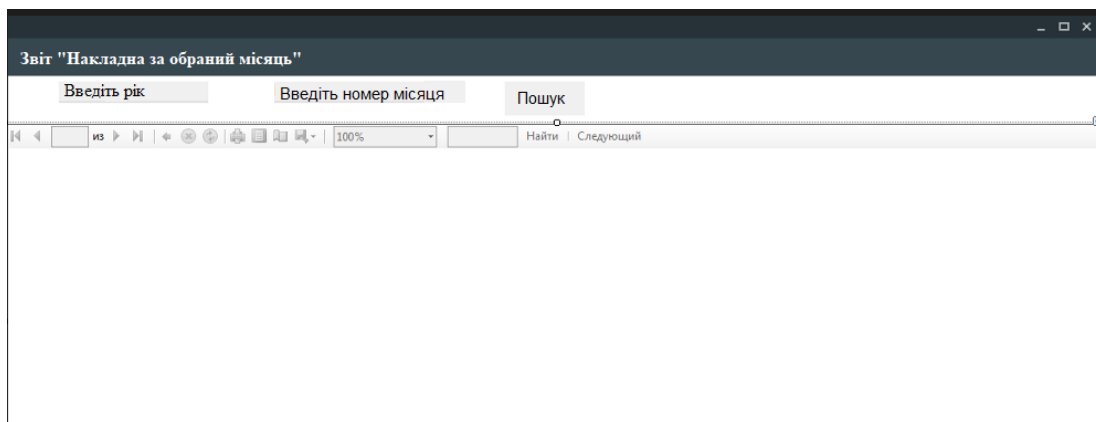 Звіт "Накладна за обраний місяць"
Введіть рік Введіть номер місяця Пошук
из 100% Найти Следующий